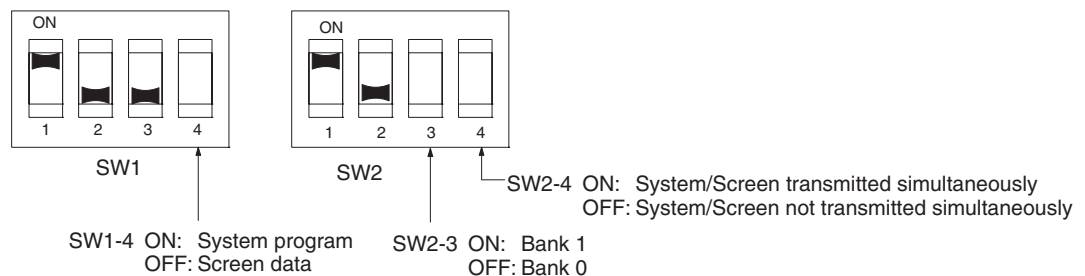 ON
1 2 3 4
SW1
ON
1 2 3 4
SW2
SW2-4 ON: System/Screen transmitted simultaneously
OFF: System/Screen not transmitted simultaneously
SW1-4 ON: System program
OFF: Screen data
SW2-3 ON: Bank 1
OFF: Bank 0